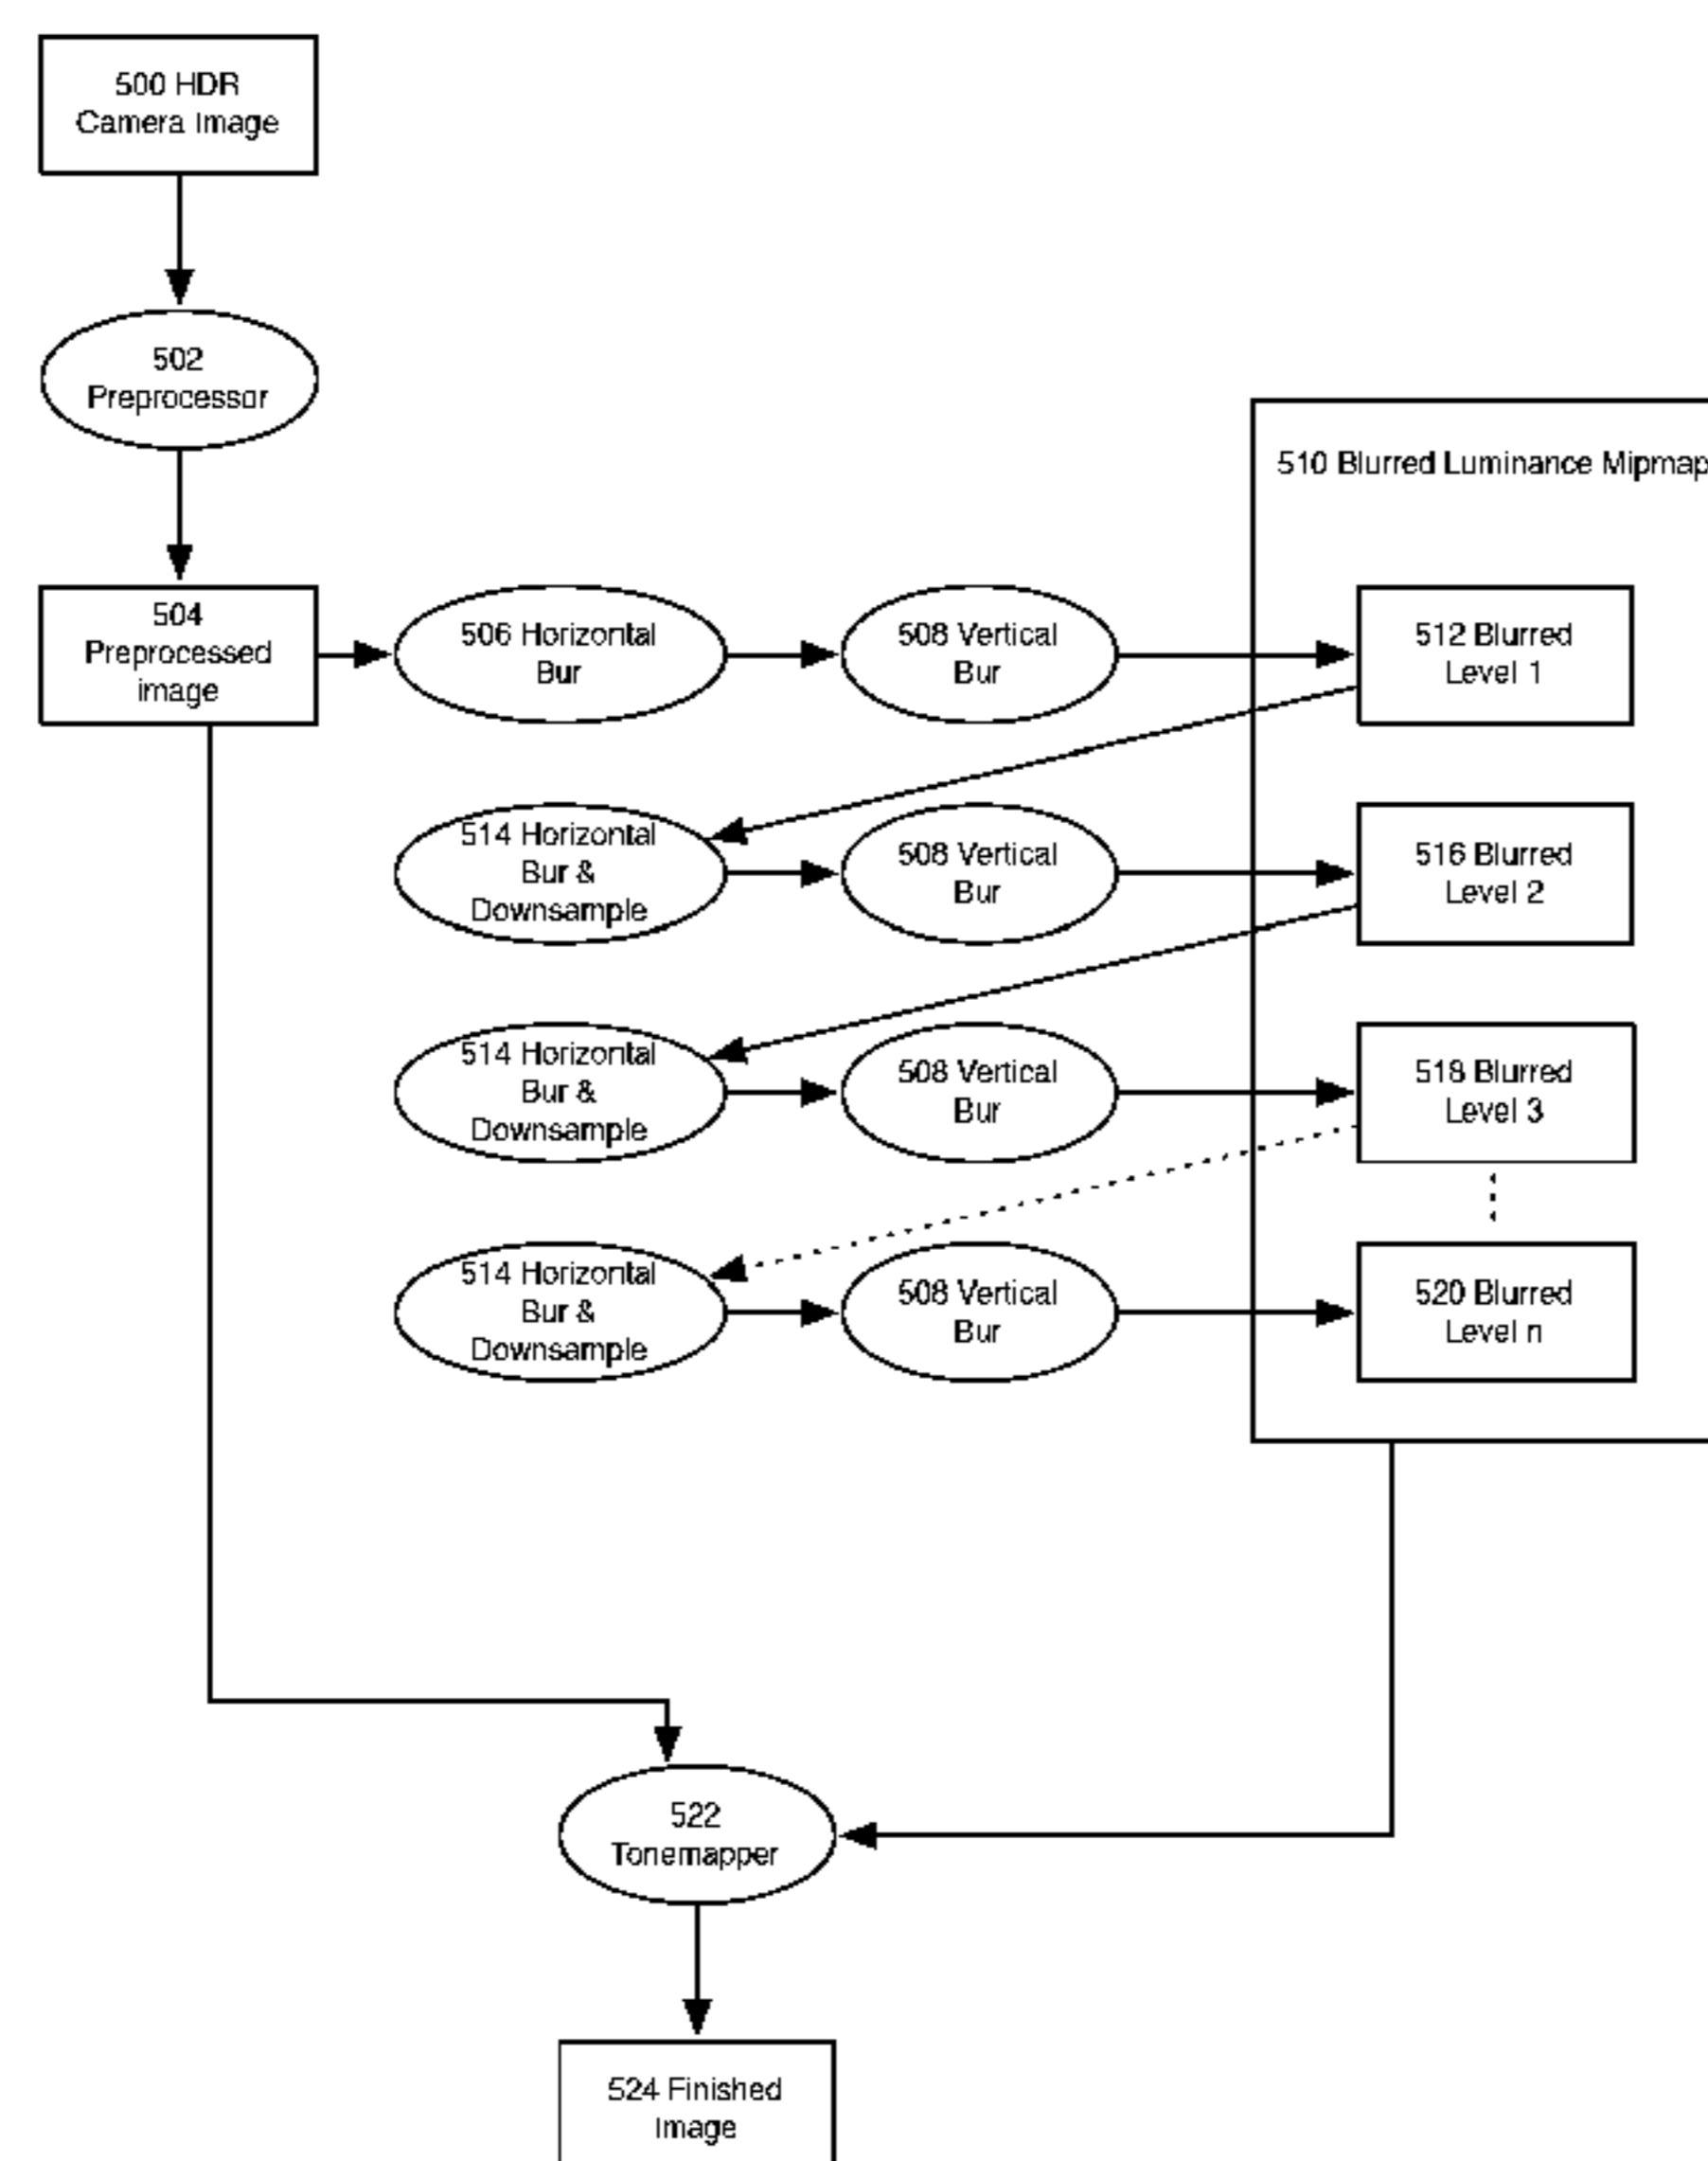 500 HDR
Camera Image
502
Preprocessor
510 Blurred Luminance Mipmap
504
Preprocessed
image
506 Horizontal
Bur
508 Vertical
Bur
512 Blurred
Level 1
514 Horizontal
Bur &
Downsample
508 Vertical
Bur
516 Blurred
Level 2
514 Horizontal
Bur &
Downsample
508 Vertical
Bur
518 Blurred
Level 3
514 Horizontal
Bur &
Downsample
508 Vertical
Bur
520 Blurred
Level n
522
Tonemapper
524 Finished
Image